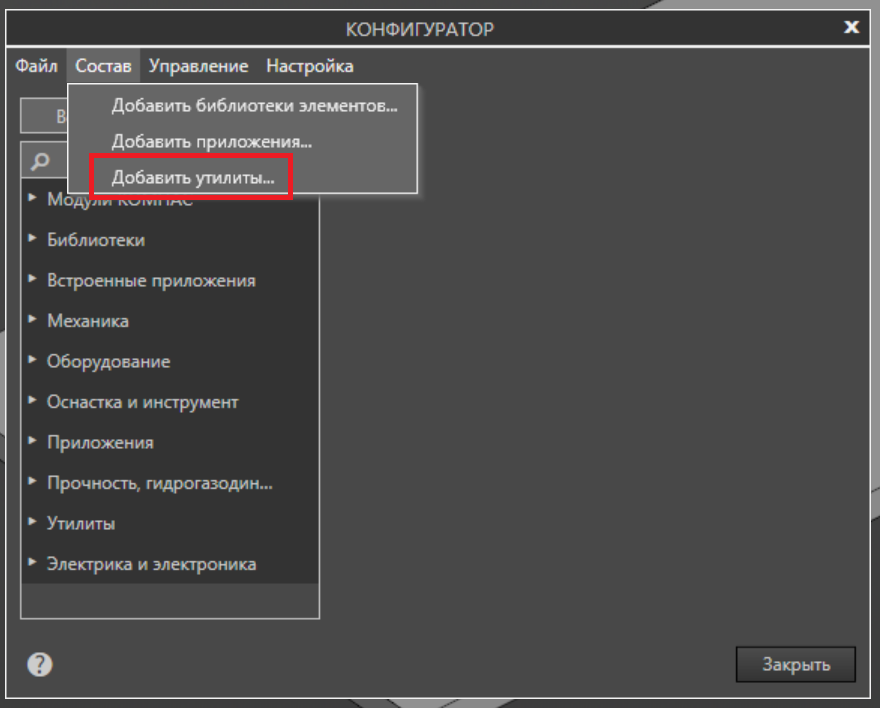 КОНФИГУРАТОР
Файл Состав Управление Настройка
Добавить библиотеки элементов...
Добавить приложения...
Добавить утилиты...
Модули КОМПАС
Библиотеки
Встроенные приложения
Механика
Оборудование
Оснастка и инструмент
Приложения
Прочность, гидрогазодин...
Утилиты
Электрика и электроника
Закрыть